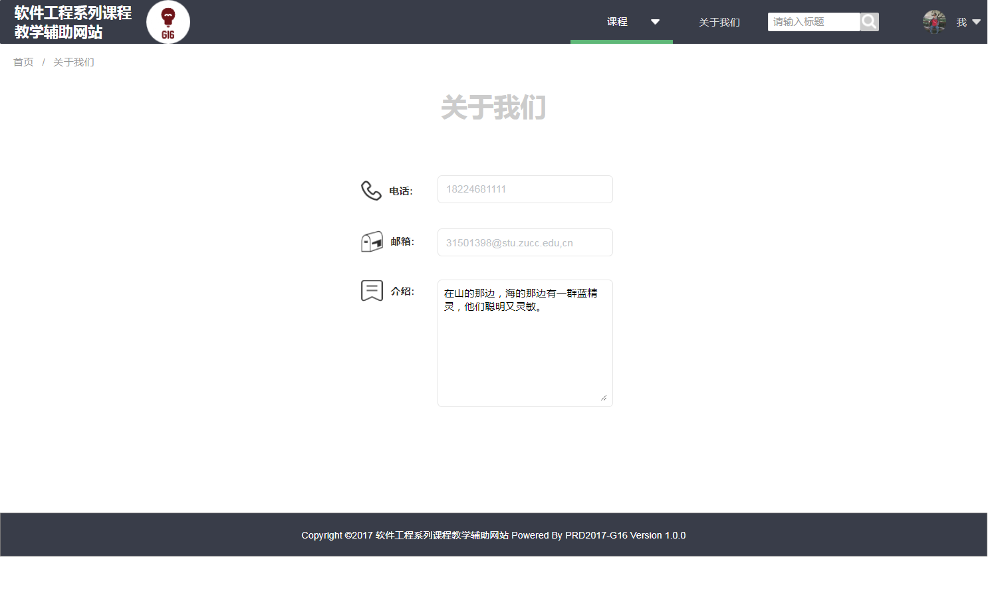 软件工程系列课程
教学辅助网站
G16
课程
关于我们
请输入标题
我
首页 / 关于我们
关于我们
电话：
18224681111
邮箱：
31501398@stu.zucc.edu,cn
介绍：
在山的那边，海的那边有一群蓝精
灵，他们聪明又灵敏。
Copyright ©2017 软件工程系列课程教学辅助网站 Powered By PRD2017-G16 Version 1.0.0